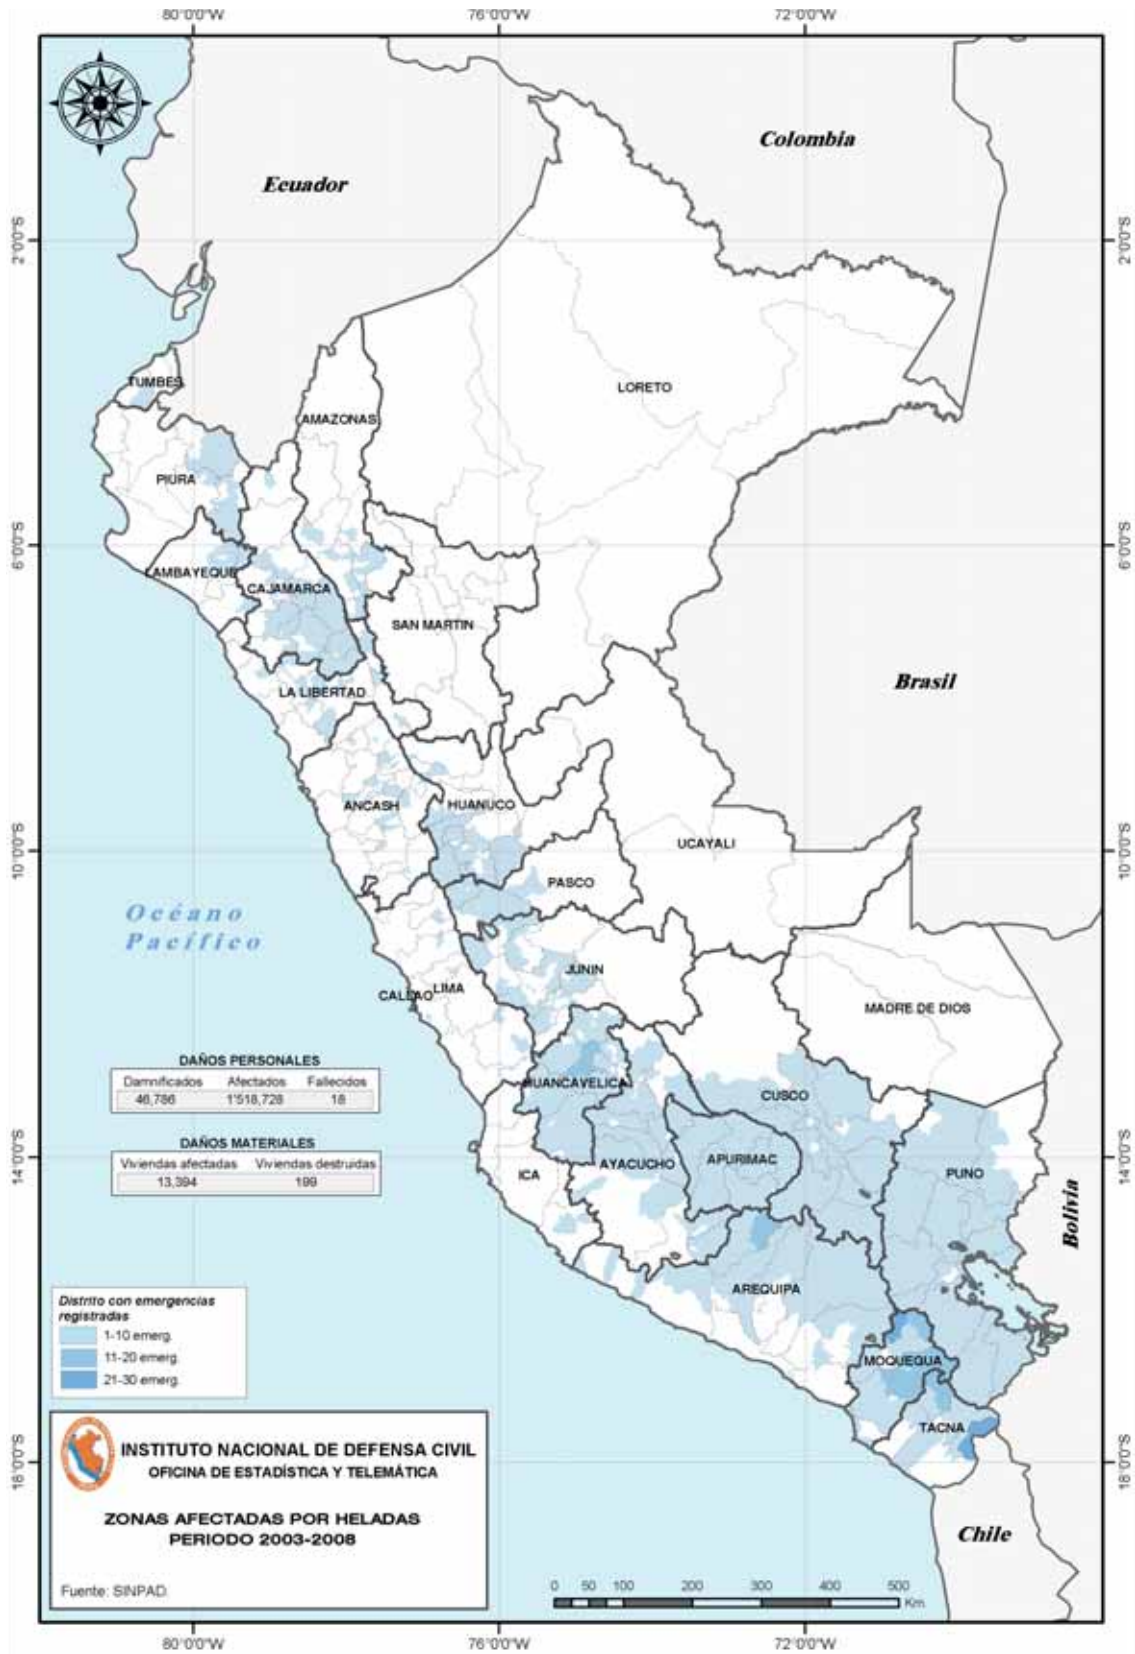 80°0'0"W 76°0'0"W 72°0'0"W
Colombia
Ecuador
2°0'0"S 2°0'0"S
TUMBES
LORETO
AMAZONAS
PIURA
6°0'0"S 6°0'0"S
LAMBAYEQUE
CAJAMARCA
SAN MARTIN
Brasil
LA LIBERTAD
ANCASH
HUANUCO
UCAYALI
10°0'0"S 10°0'0"S
PASCO
Océano
Pacífico
JUNIN
CALLAO
LIMA
MADRE DE DIOS
DAÑOS PERSONALES
Damnificados Afectados Fallecidos
46,786 1'518,728 18
HUANCAVELICA
CUSCO
DAÑOS MATERIALES
Viviendas afectadas Viviendas destruidas
13,394 199
14°0'0"S 14°0'0"S
ICA
AYACUCHO
APURIMAC
PUNO
Bolivia
AREQUIPA
Distrito con emergencias
registradas
1-10 emerg.
11-20 emerg.
21-30 emerg.
MOQUEGUA
TACNA
18°0'0"S 18°0'0"S
INSTITUTO NACIONAL DE DEFENSA CIVIL
OFICINA DE ESTADÍSTICA Y TELEMÁTICA
ZONAS AFECTADAS POR HELADAS
PERIODO 2003-2008
Fuente: SINPAD.
Chile
0 50 100 200 300 400 500
Km.
80°0'0"W 76°0'0"W 72°0'0"W